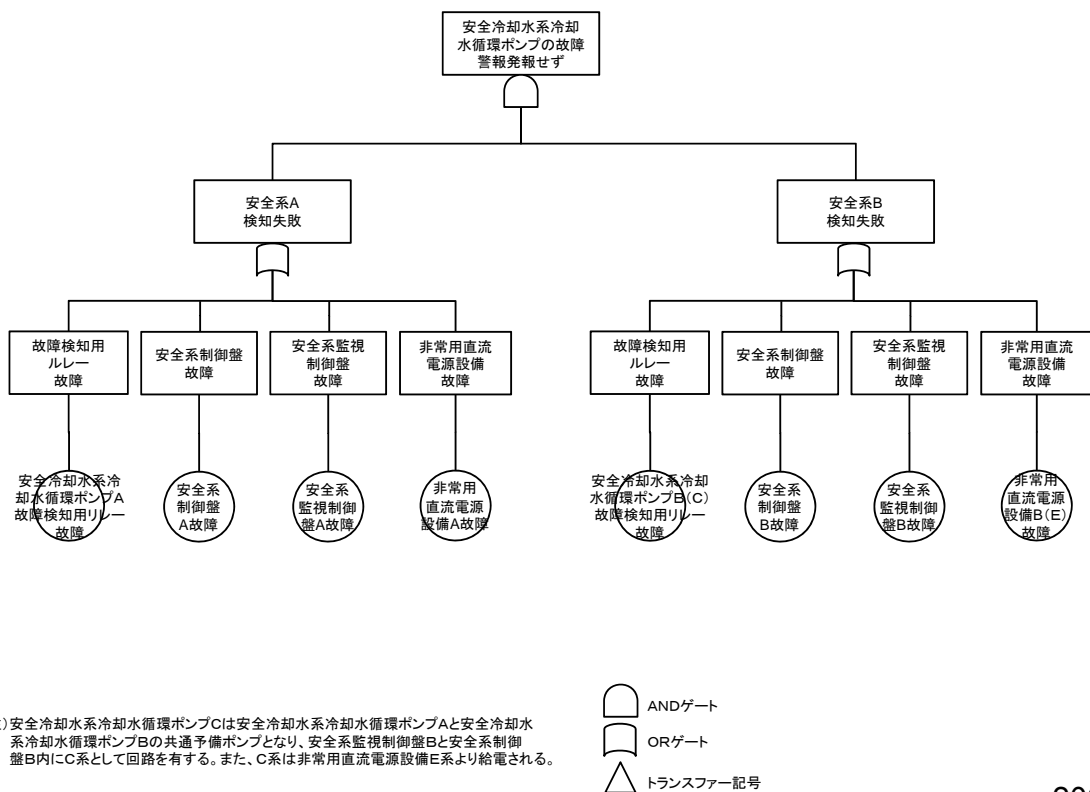 安全冷却水系冷却
水循環ポンプの故障
警報発報せず
安全系A
検知失敗
安全系B
検知失敗
故障検知用
ルレー
故障
安全系制御盤
故障
安全系監視
制御盤
故障
非常用直流
電源設備
故障
故障検知用
ルレー
故障
安全系制御盤
故障
安全系監視
制御盤
故障
非常用直流
電源設備
故障
安全冷却水系冷
却水循環ポンプA
故障検知用リレー
故障
安全系
制御盤
A故障
安全系
監視制御
盤A故障
非常用
直流電源
設備A故障
安全冷却水系冷却
水循環ポンプB(C)
故障検知用リレー
故障
安全系
制御盤
B故障
安全系
監視制御
盤B故障
非常用
直流電源
設備B(E)
故障
)安全冷却水系冷却水循環ポンプCは安全冷却水系冷却水循環ポンプAと安全冷却水
系冷却水循環ポンプBの共通予備ポンプとなり、安全系監視制御盤Bと安全系制御
盤B内にC系として回路を有する。また、C系は非常用直流電源設備E系より給電される。
ANDゲート
ORゲート
トランスファー記号